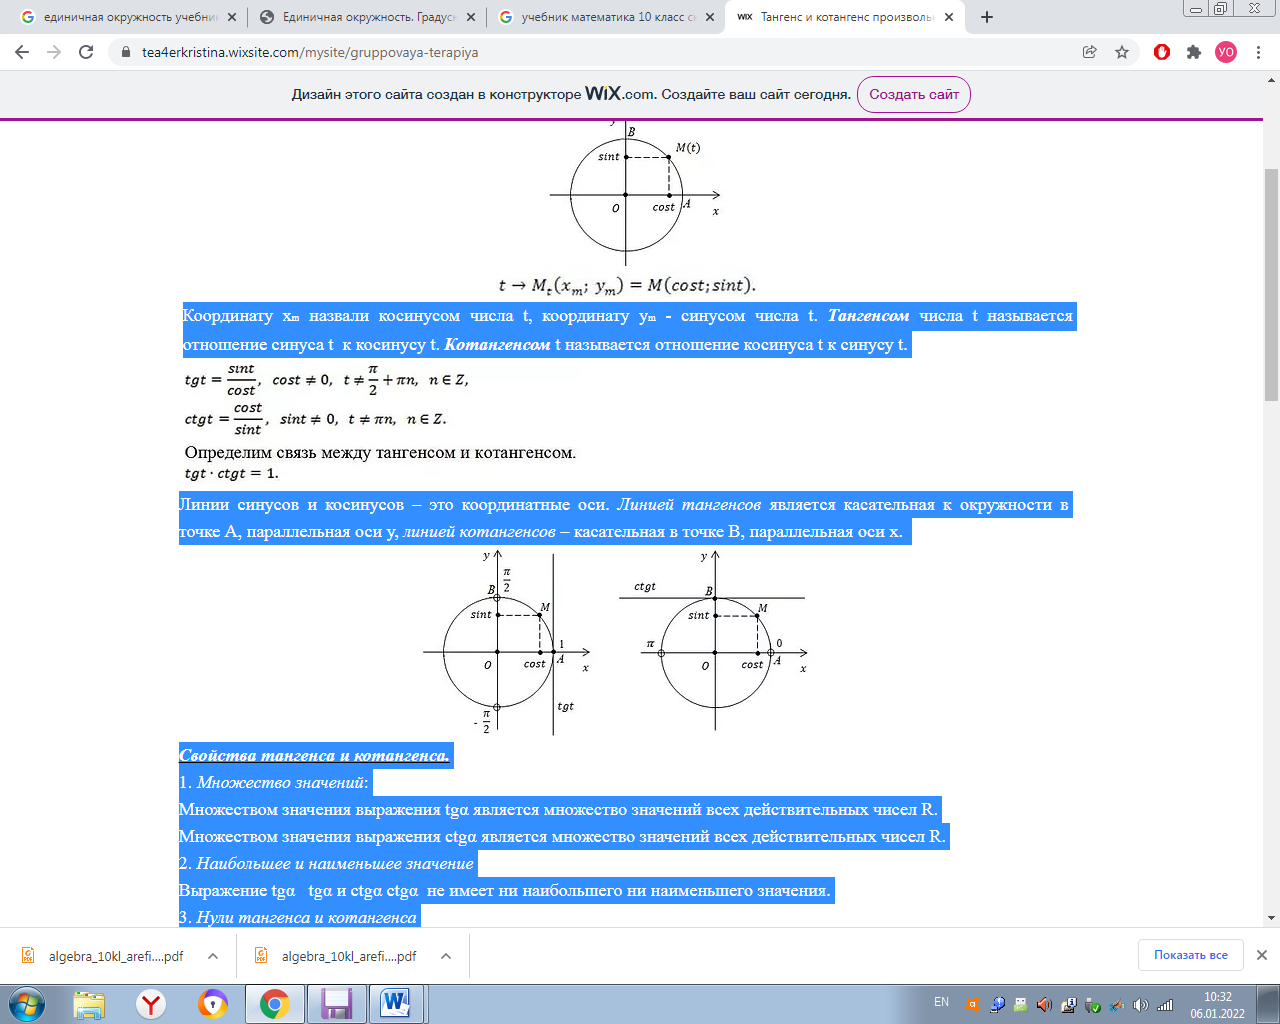 единичная окружность учебни
Единичная окружность. Градус
учебник математика 10 класс с
WIX Тангенс и котангенс произволь
tea4erkristina.wixsite.com/mysite/gruppovaya-terapiya
УО
Дизайн этого сайта создан в конструкторе WiX.com. Создайте ваш сайт сегодня. Создать сайт
y B
sint M(t)
O cost A x
t → Mt(xm; ym) = M(cost; sint).
Координату xm назвали косинусом числа t, координату ym - синусом числа t. Тангенсом числа t называется
отношение синуса t к косинусу t. Котангенсом t называется отношение косинуса t к синусу t.
tgt = sint/cost, cost ≠ 0, t ≠ π/2 + πn, n ∈ Z,
ctgt = cost/sint, sint ≠ 0, t ≠ πn, n ∈ Z.
Определим связь между тангенсом и котангенсом.
tgt · ctgt = 1.
Линии синусов и косинусов – это координатные оси. Линией тангенсов является касательная к окружности в
точке А, параллельная оси у, линией котангенсов – касательная в точке В, параллельная оси х.
y π/2 B
sint M
1
O cost A x
tgt
- π/2
y
ctgt B
sint M
π 0
O cost A x
Свойства тангенса и котангенса.
1. Множество значений:
Множеством значения выражения tgα является множество значений всех действительных чисел R.
Множеством значения выражения ctgα является множество значений всех действительных чисел R.
2. Наибольшее и наименьшее значение
Выражение tgα tgα и ctgα ctgα не имеет ни наибольшего ни наименьшего значения.
3. Нули тангенса и котангенса
algebra_10kl_arefi....pdf
algebra_10kl_arefi....pdf
Показать все
EN
10:32
06.01.2022